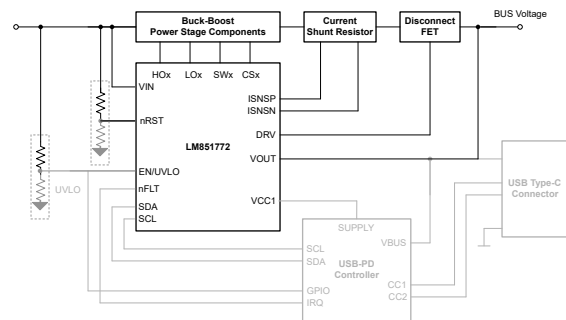 BUS Voltage
Buck-Boost
Power Stage Components
Current
Shunt Resistor
Disconnect
FET
HOx
LOx
SWx
CSx
VIN
ISNSP
ISNSN
nRST
DRV
LM851772
VOUT
EN/UVLO
UVLO
nFLT
VCC1
SDA
SCL
USB Type-C
Connector
SUPPLY
VBUS
SCL
SDA
USB-PD
Controller
CC1
CC2
GPIO
IRQ